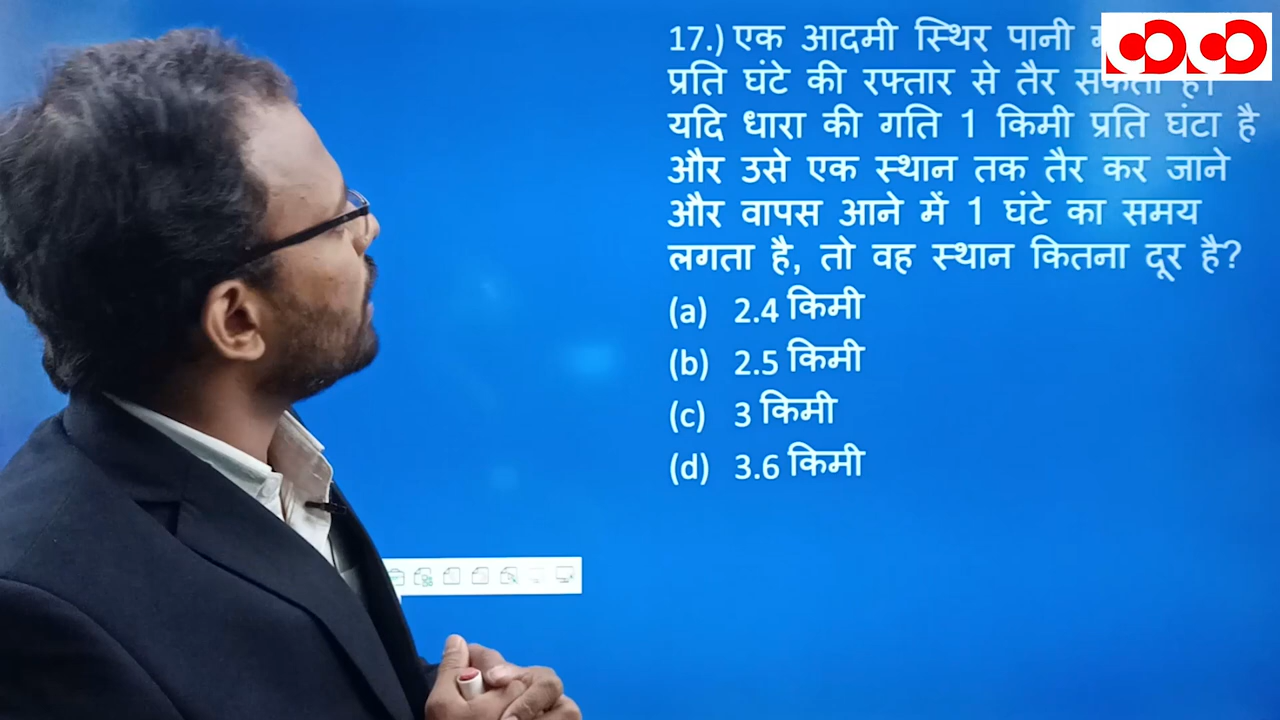 17.) एक आदमी स्थिर पानी
प्रति घंटे की रफ्तार से तैर सकता है।
यदि धारा की गति 1 किमी प्रति घंटा है
और उसे एक स्थान तक तैर कर जाने
और वापस आने में 1 घंटे का समय
लगता है, तो वह स्थान कितना दूर है?
(a) 2.4 किमी
(b) 2.5 किमी
(c) 3 किमी
(d) 3.6 किमी